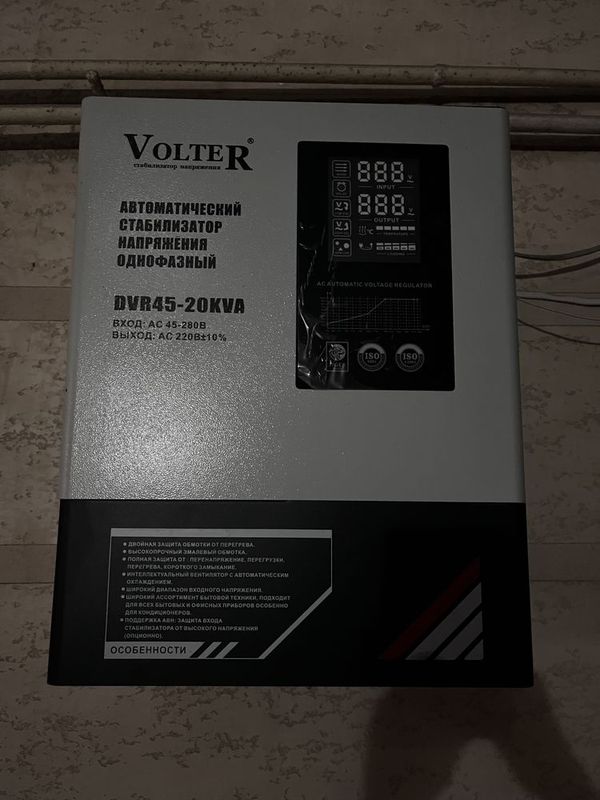 VOLTER®
стабилизатор напряжения
АВТОМАТИЧЕСКИЙ
СТАБИЛИЗАТОР
НАПРЯЖЕНИЯ
ОДНОФАЗНЫЙ
DVR45-20KVA
ВХОД: AC 45-280В
ВЫХОД: AC 220В±10%
888 V
INPUT
888 V
OUTPUT
°C
TEMPERATURE
LOADING
AC AUTOMATIC VOLTAGE REGULATOR
ISO
ISO
• ДВОЙНАЯ ЗАЩИТА ОБМОТКИ ОТ ПЕРЕГРЕВА.
• ВЫСОКОПРОЧНЫЙ ЭМАЛЕВЫЙ ОБМОТКА.
• ПОЛНАЯ ЗАЩИТА ОТ : ПЕРЕНАПРЯЖЕНИЕ, ПЕРЕГРУЗКИ,
ПЕРЕГРЕВА, КОРОТКОГО ЗАМЫКАНИЕ.
• ИНТЕЛЛЕКТУАЛЬНЫЙ ВЕНТИЛЯТОР С АВТОМАТИЧЕСКИМ
ОХЛАЖДЕНИЕМ.
• ШИРОКИЙ ДИАПАЗОН ВХОДНОГО НАПРЯЖЕНИЯ.
• ШИРОКИЙ АССОРТИМЕНТ БЫТОВОЙ ТЕХНИКИ, ПОДХОДИТ
ДЛЯ ВСЕХ БЫТОВЫХ И ОФИСНЫХ ПРИБОРОВ ОСОБЕННО
ДЛЯ КОНДИЦИОНЕРОВ.
• ПОДДЕРЖКА АВН: ЗАЩИТА ВХОДА
СТАБИЛИЗАТОРА ОТ ВЫСОКОГО НАПРЯЖЕНИЯ
(ОПЦИОННО).
ОСОБЕННОСТИ